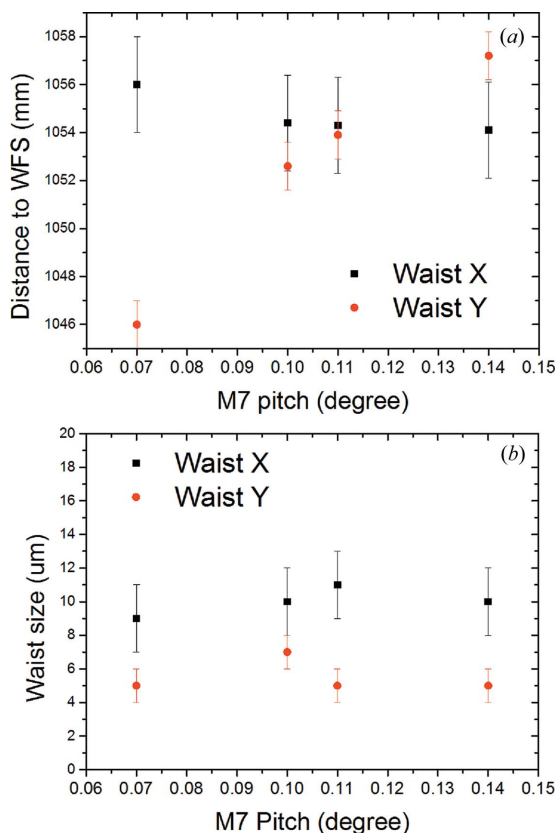 (a)
1058
1056
1054
1052
1050
1048
1046
Distance to WFS (mm)
Waist X
Waist Y
0.06 0.07 0.08 0.09 0.10 0.11 0.12 0.13 0.14 0.15
M7 pitch (degree)
(b)
20
18
16
14
12
10
8
6
4
2
0
Waist size (um)
Waist X
Waist Y
0.06 0.07 0.08 0.09 0.10 0.11 0.12 0.13 0.14 0.15
M7 Pitch (degree)